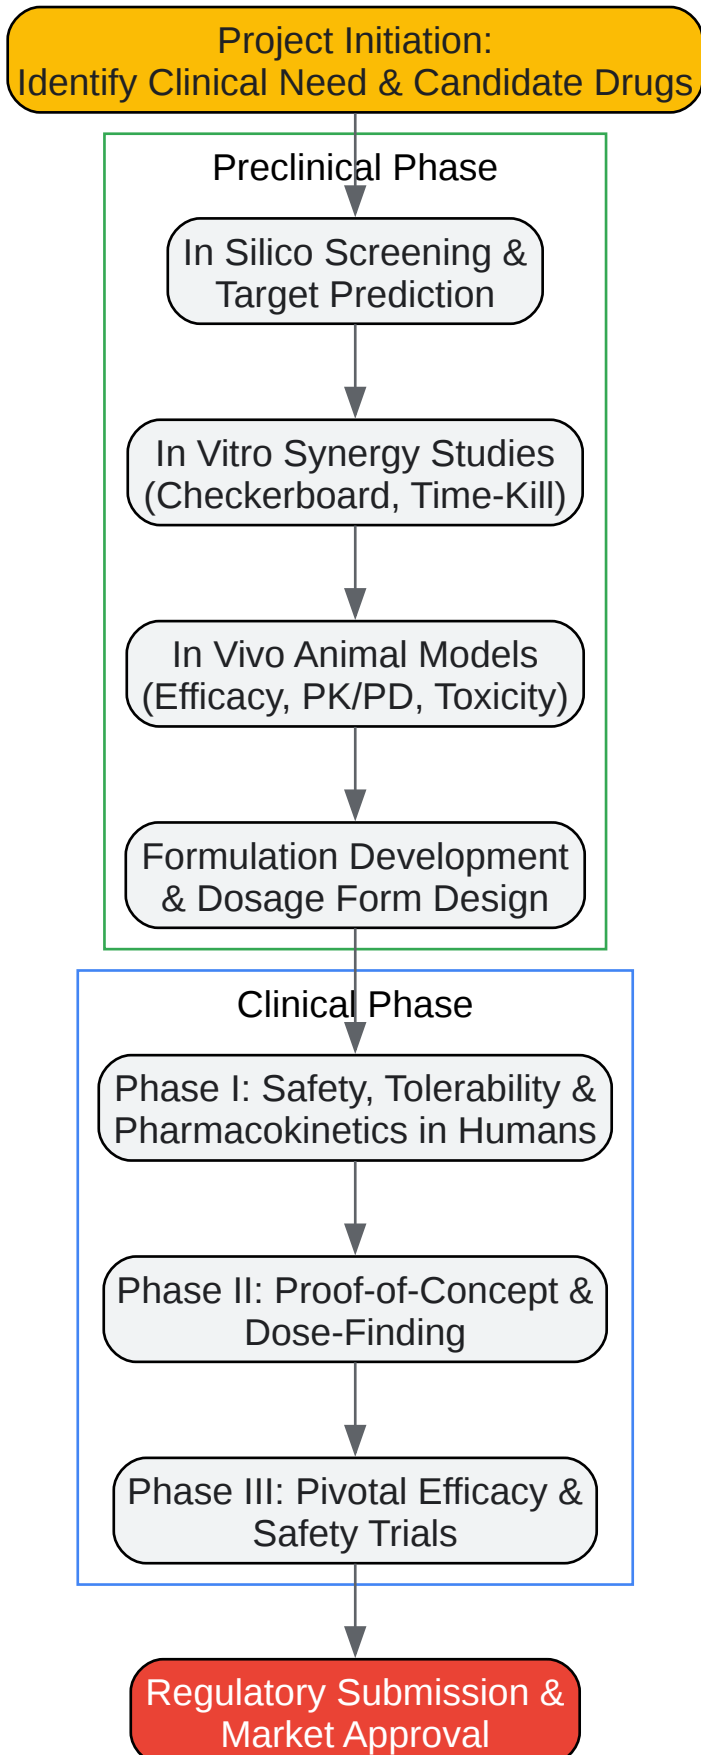 Project Initiation:
Identify Clinical Need & Candidate Drugs
Preclinical Phase
In Silico Screening &
Target Prediction
In Vitro Synergy Studies
(Checkerboard, Time-Kill)
In Vivo Animal Models
(Efficacy, PK/PD, Toxicity)
Formulation Development
& Dosage Form Design
Clinical Phase
Phase I: Safety, Tolerability &
Pharmacokinetics in Humans
Phase II: Proof-of-Concept &
Dose-Finding
Phase III: Pivotal Efficacy &
Safety Trials
Regulatory Submission &
Market Approval